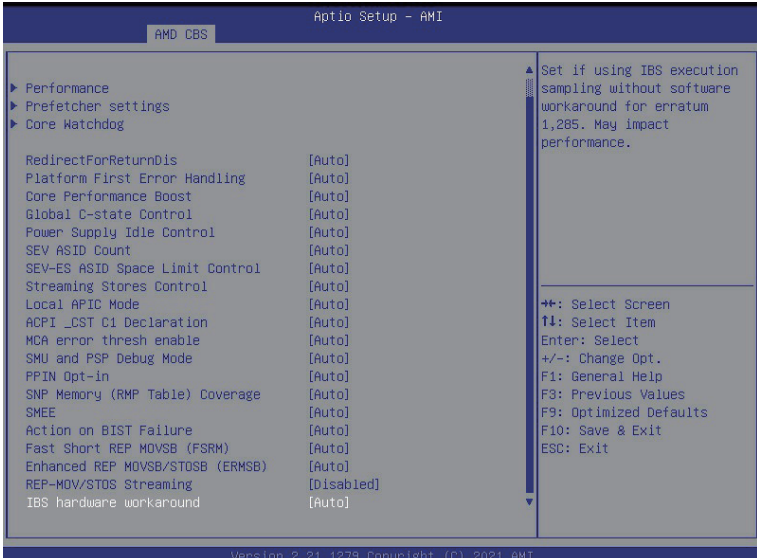 Aptio Setup – AMI
AMD CBS
Performance
Prefetcher settings
Core Watchdog
RedirectForReturnDis [Auto]
Platform First Error Handling [Auto]
Core Performance Boost [Auto]
Global C-state Control [Auto]
Power Supply Idle Control [Auto]
SEV ASID Count [Auto]
SEV-ES ASID Space Limit Control [Auto]
Streaming Stores Control [Auto]
Local APIC Mode [Auto]
ACPI _CST C1 Declaration [Auto]
MCA error thresh enable [Auto]
SMU and PSP Debug Mode [Auto]
PPIN Opt-in [Auto]
SNP Memory (RMP Table) Coverage [Auto]
SMEE [Auto]
Action on BIST Failure [Auto]
Fast Short REP MOVSB (FSRM) [Auto]
Enhanced REP MOVSB/STOSB (ERMSB) [Auto]
REP-MOV/STOS Streaming [Disabled]
IBS hardware workaround [Auto]
Set if using IBS execution
sampling without software
workaround for erratum
1,285. May impact
performance.
→←: Select Screen
↑↓: Select Item
Enter: Select
+/-: Change Opt.
F1: General Help
F3: Previous Values
F9: Optimized Defaults
F10: Save & Exit
ESC: Exit
Version 2.21.1279 Copyright (C) 2021 AMI